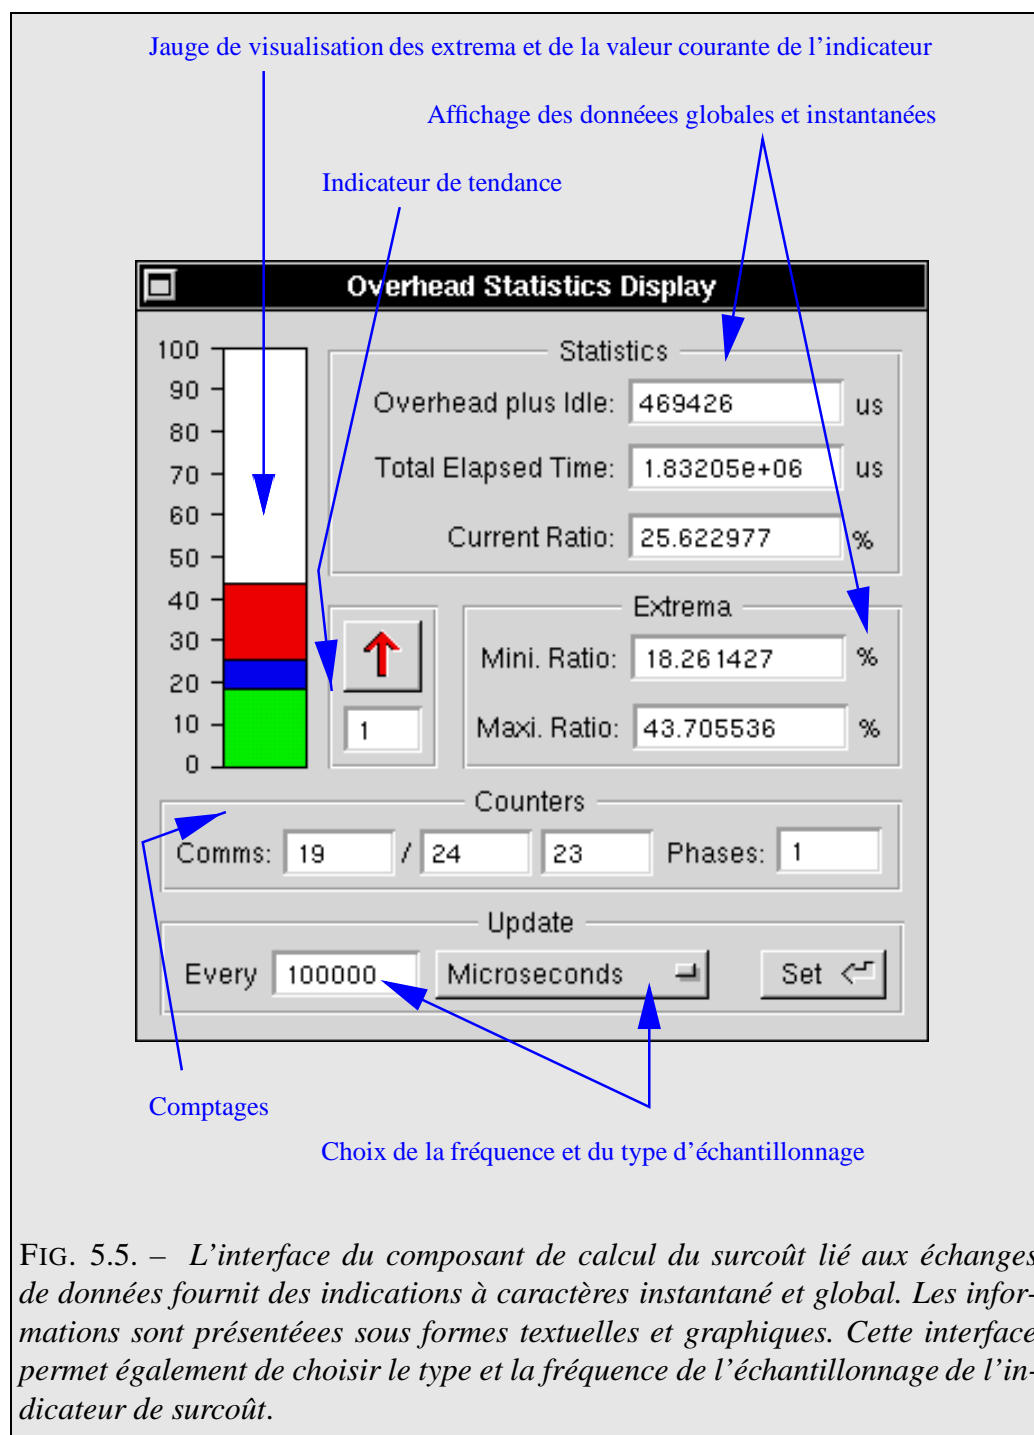 Jauge de visualisation des extrema et de la valeur courante de l'indicateur
Affichage des donnéees globales et instantanées
Indicateur de tendance
Overhead Statistics Display
100
90
80
70
60
50
40
30
20
10
0
Statistics
Overhead plus Idle: 469426 us
Total Elapsed Time: 1.83205e+06 us
Current Ratio: 25.622977 %
1
Extrema
Mini. Ratio: 18.261427 %
Maxi. Ratio: 43.705536 %
Counters
Comms: 19 / 24 23 Phases: 1
Update
Every 100000 Microseconds Set
Comptages
Choix de la fréquence et du type d'échantillonnage
FIG. 5.5. – L'interface du composant de calcul du surcoût lié aux échanges
de données fournit des indications à caractères instantané et global. Les infor-
mations sont présentéees sous formes textuelles et graphiques. Cette interface
permet également de choisir le type et la fréquence de l'échantillonnage de l'in-
dicateur de surcoût.